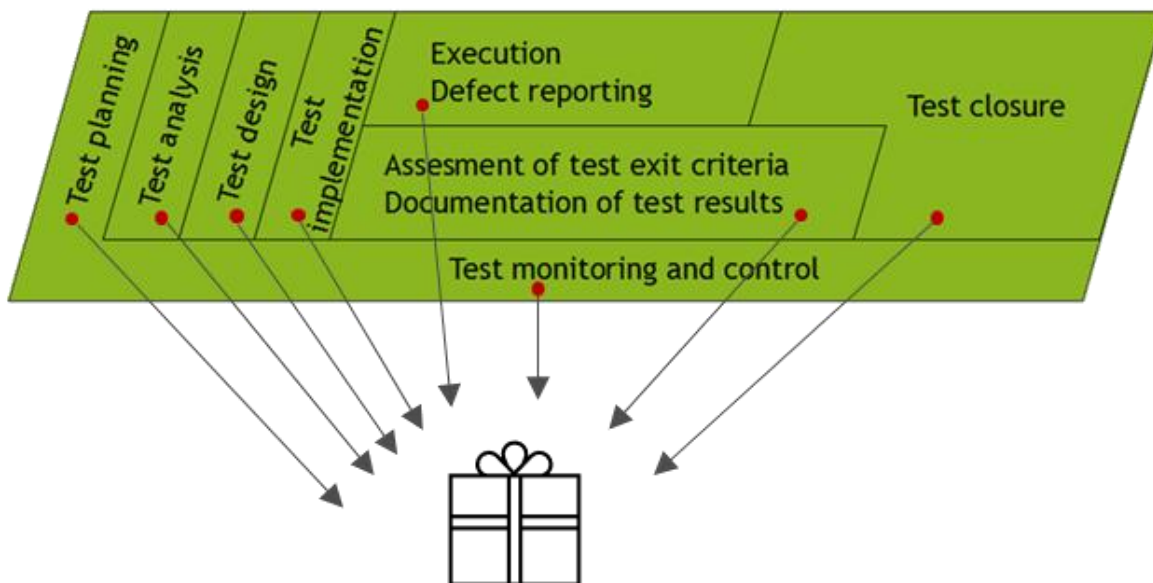 Test planning
Test analysis
Test design
Test
implementation
Execution
Defect reporting
Test closure
Assesment of test exit criteria
Documentation of test results
Test monitoring and control